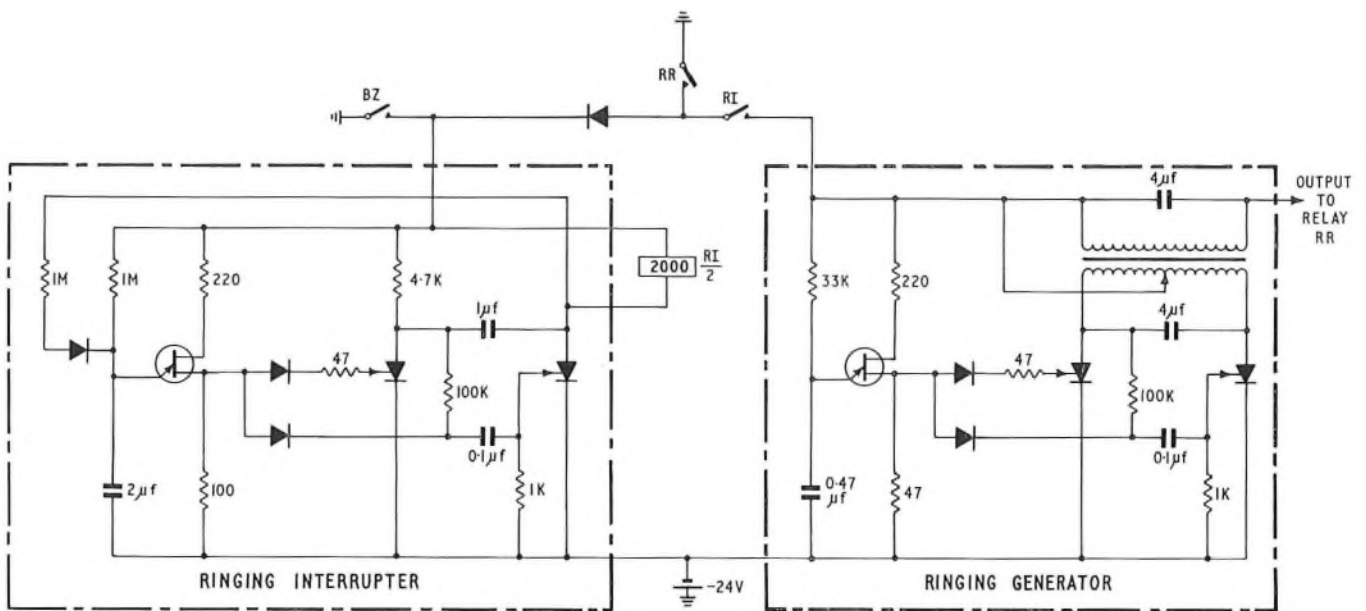 RR
BZ
RI
4μf
OUTPUT
TO
RELAY
RR
1M
1M
220
4·7K
2000
RI
2
33K
220
1μf
4μf
47
100K
47
100K
0·1μf
0·1μf
2μf
100
1K
0·47
μf
47
1K
RINGING INTERRUPTER
-24V
RINGING GENERATOR